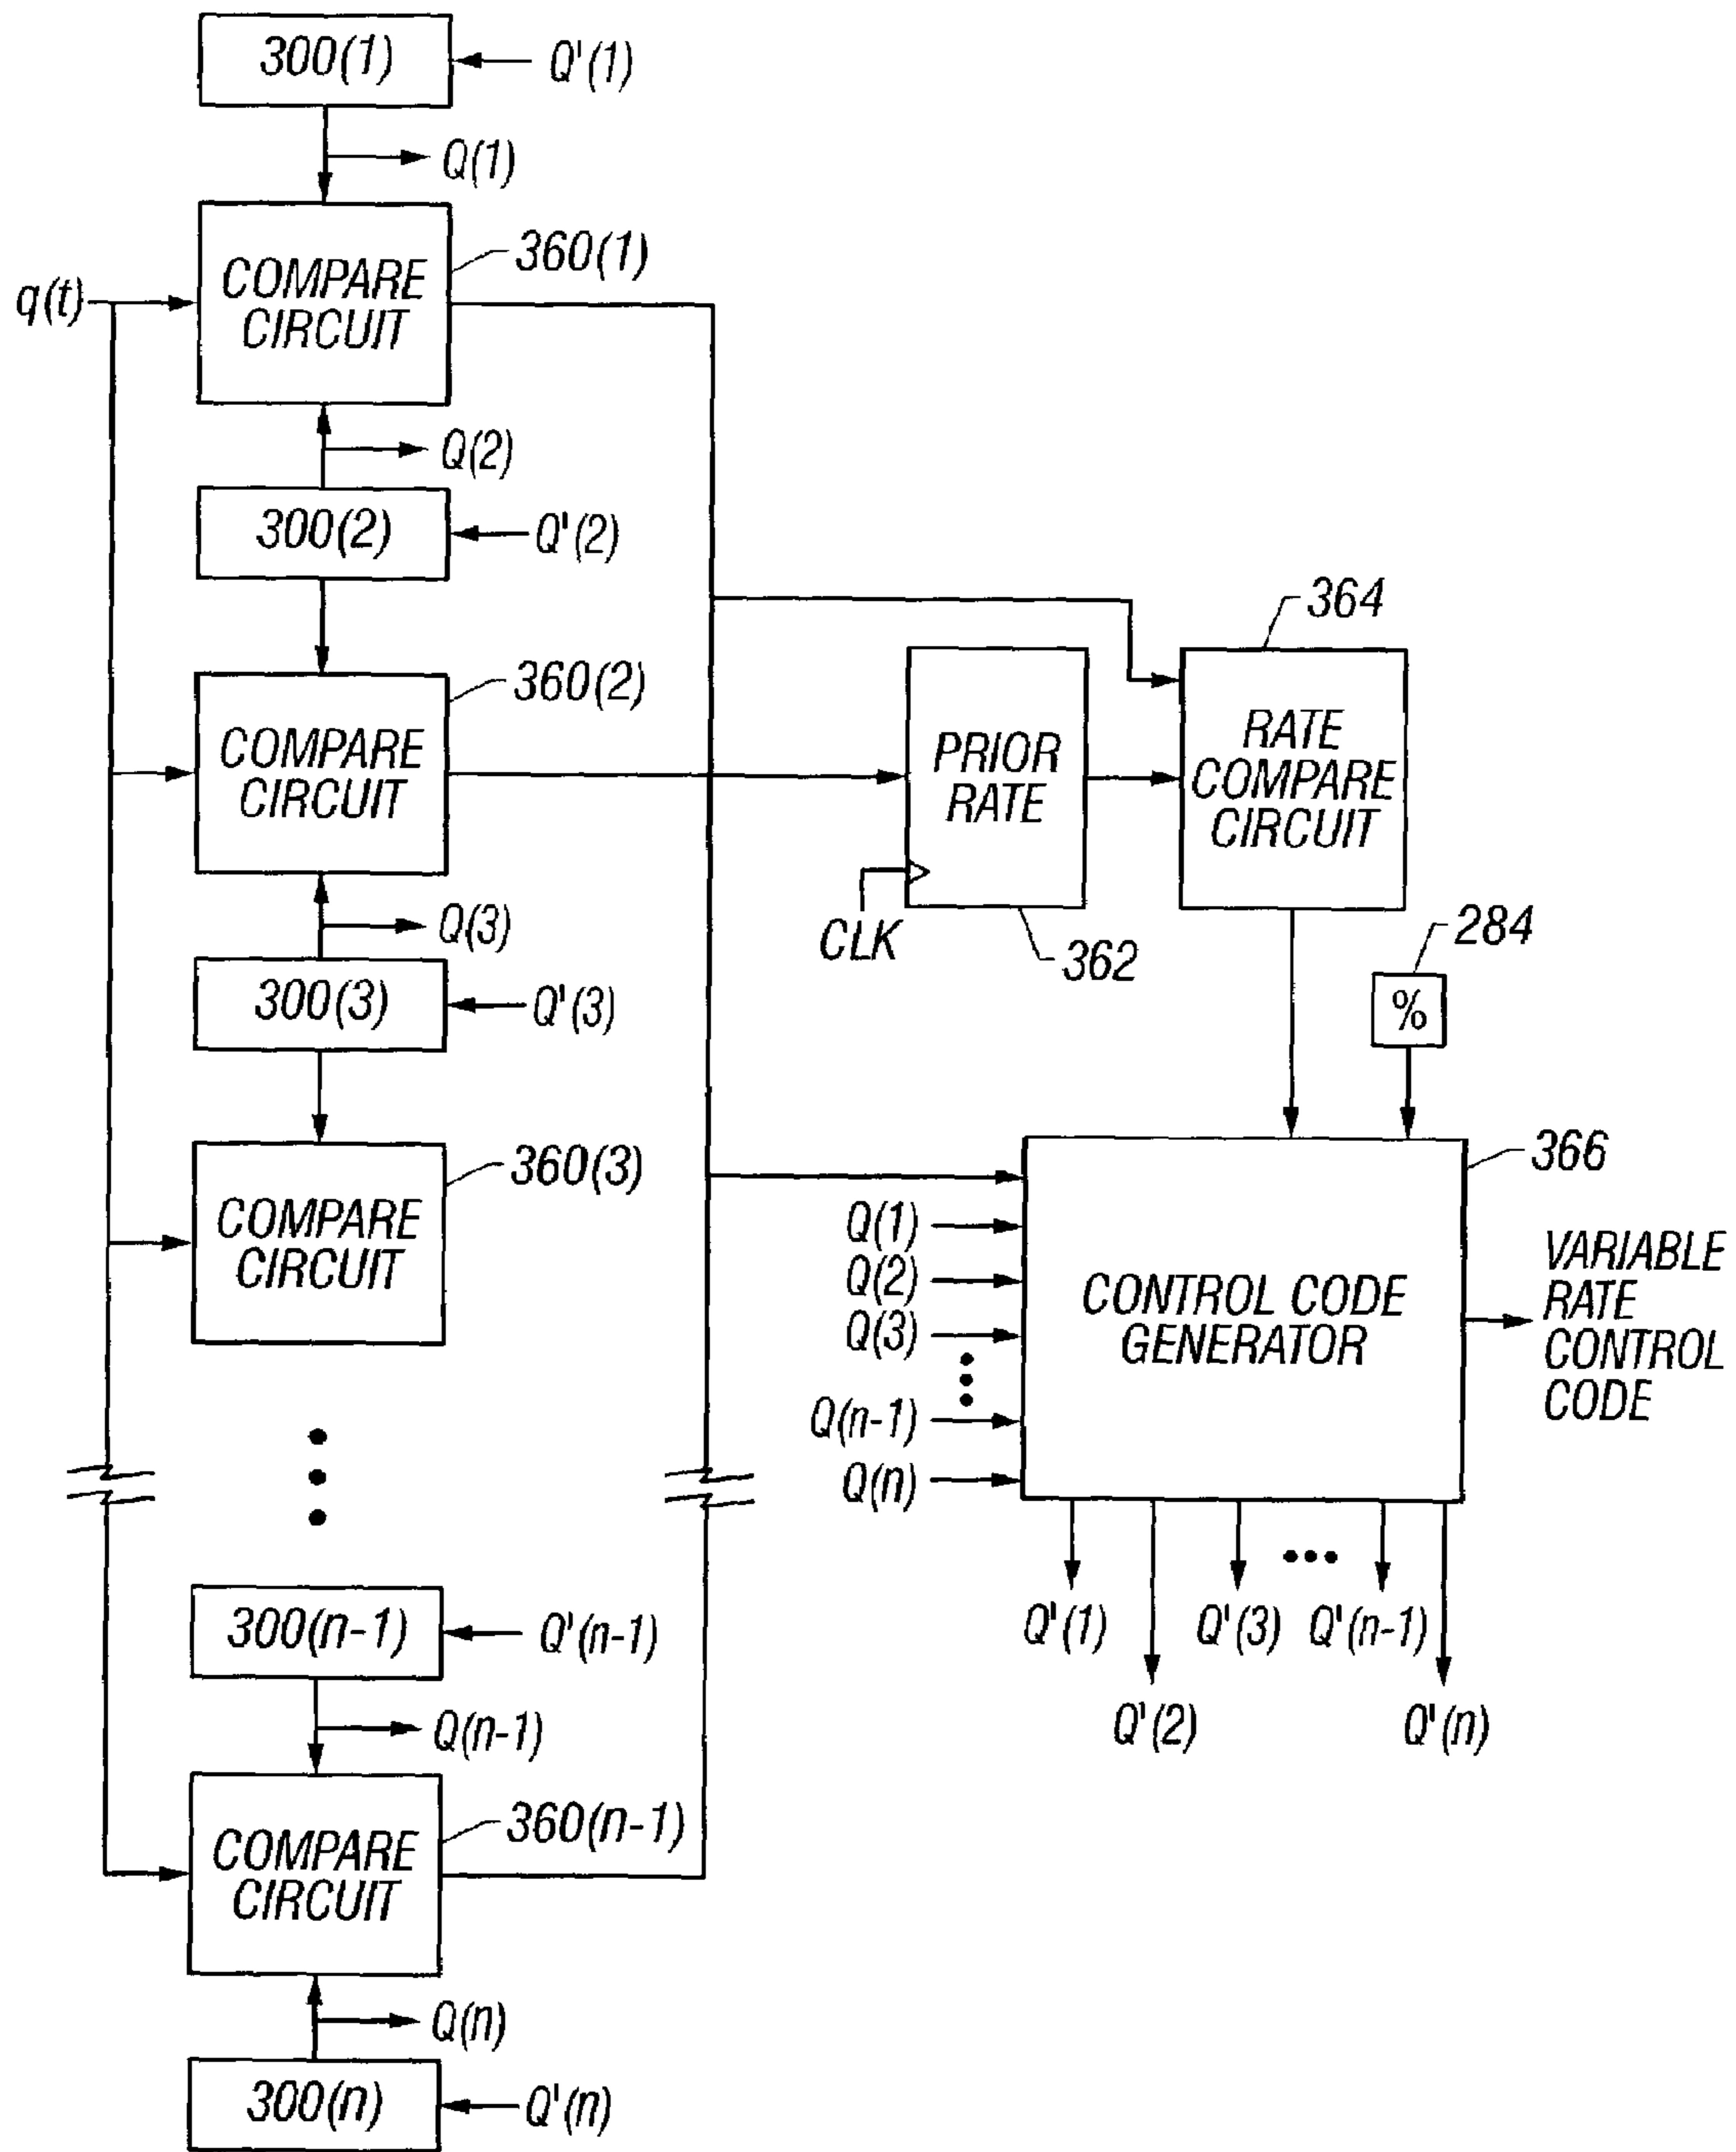 300(1)
Q'(1)
Q(1)
q(t)
COMPARE
CIRCUIT
360(1)
Q(2)
300(2)
Q'(2)
COMPARE
CIRCUIT
360(2)
PRIOR
RATE
CLK
362
364
RATE
COMPARE
CIRCUIT
284
%
Q(3)
300(3)
Q'(3)
COMPARE
CIRCUIT
360(3)
366
Q(1)
Q(2)
Q(3)
Q(n-1)
Q(n)
CONTROL CODE
GENERATOR
VARIABLE
RATE
CONTROL
CODE
Q'(1)
Q'(2)
Q'(3)
Q'(n-1)
Q'(n)
300(n-1)
Q'(n-1)
Q(n-1)
COMPARE
CIRCUIT
360(n-1)
Q(n)
300(n)
Q'(n)